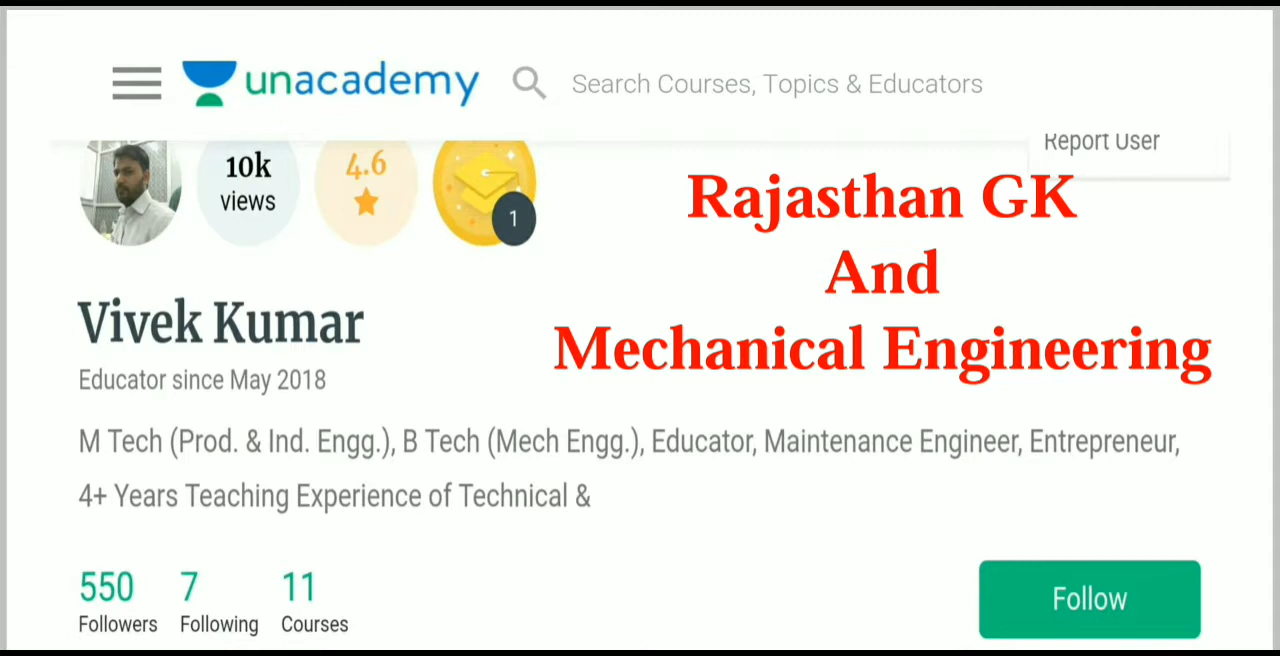 unacademy
Search Courses, Topics & Educators
Report User
10k
views
4.6
1
Rajasthan GK
And
Mechanical Engineering
Vivek Kumar
Educator since May 2018
M Tech (Prod. & Ind. Engg.), B Tech (Mech Engg.), Educator, Maintenance Engineer, Entrepreneur,
4+ Years Teaching Experience of Technical &
550 7 11
Followers Following Courses
Follow